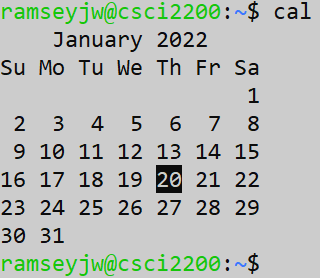 ramseyjw@csci2200:~$ cal
    January 2022
Su Mo Tu We Th Fr Sa
                   1
 2  3  4  5  6  7  8
 9 10 11 12 13 14 15
16 17 18 19 20 21 22
23 24 25 26 27 28 29
30 31
ramseyjw@csci2200:~$